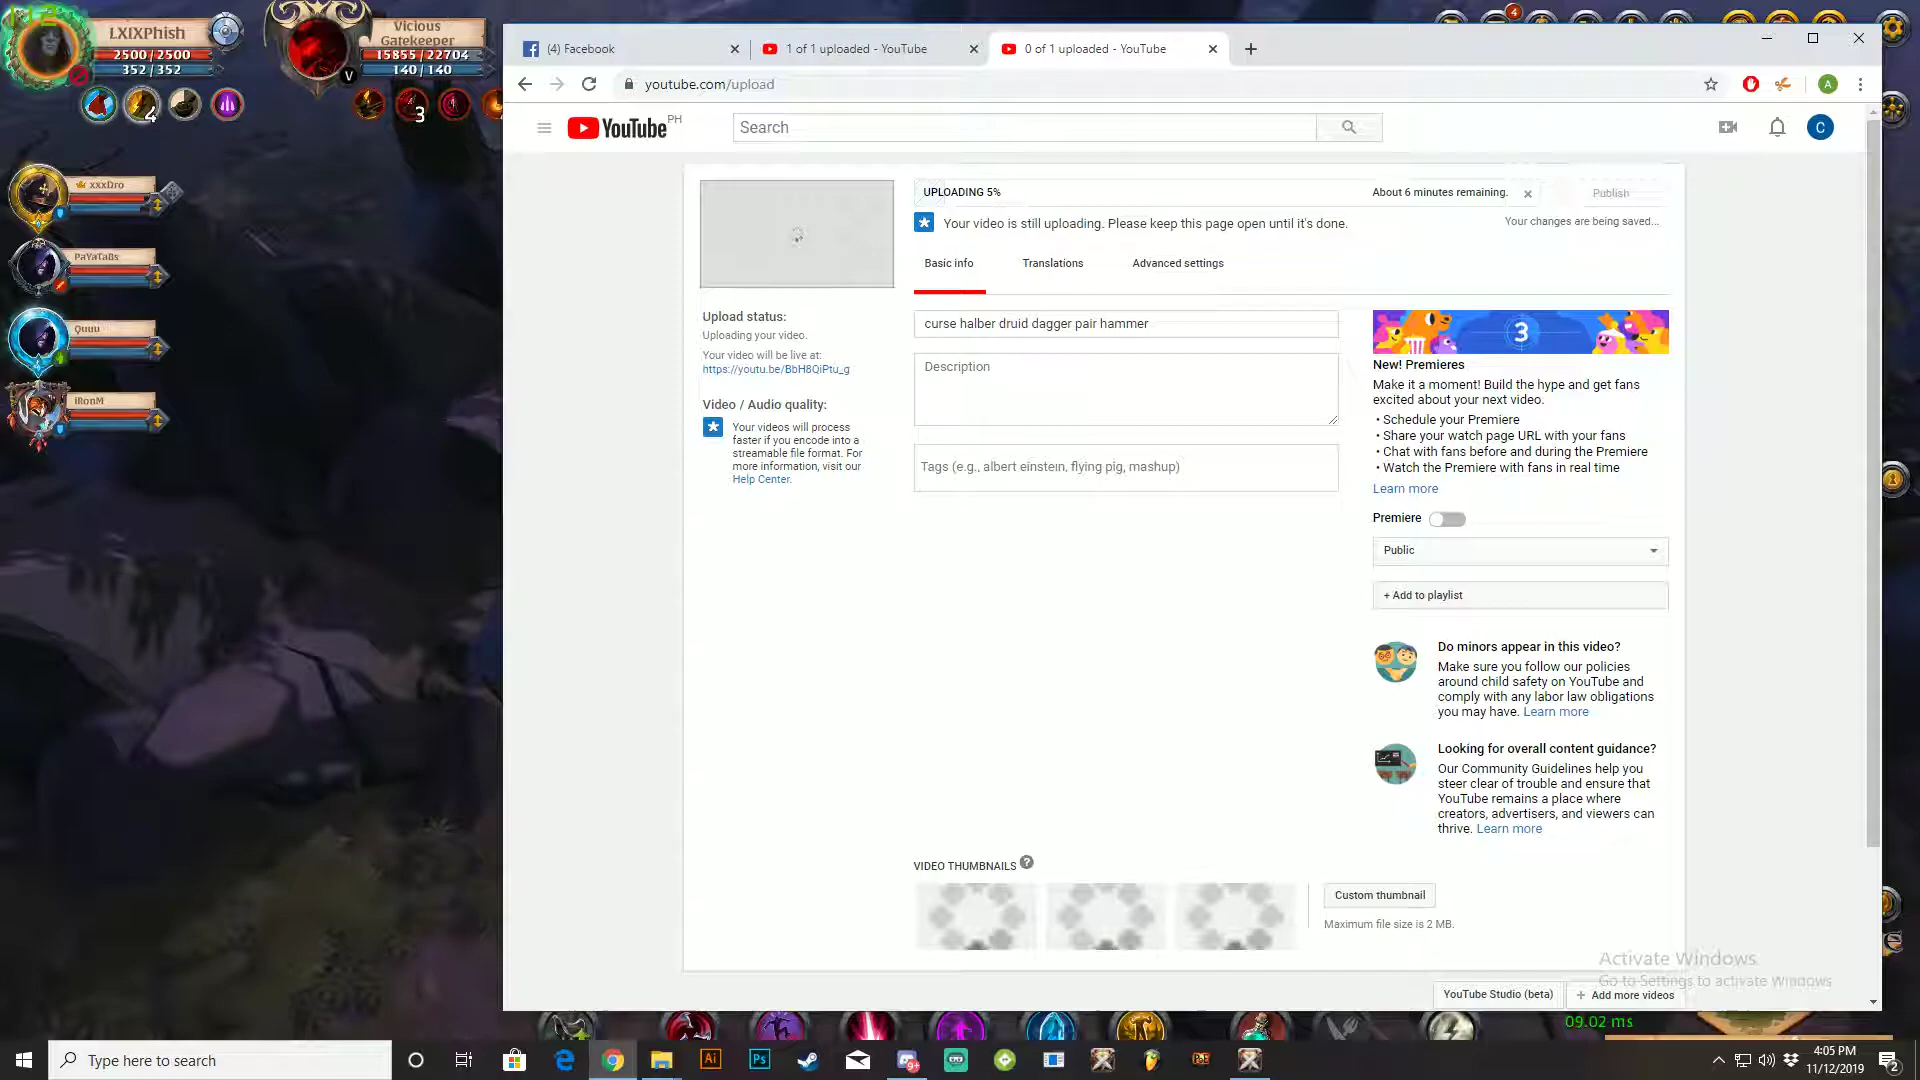 LXIXPhish
2500 / 2500
352 / 352
Vicious
Gatekeeper
15855 / 22704
140 / 140
V
4
3
xxxDro
PaYaTaBs
Quuu
iRonM
4
(4) Facebook
1 of 1 uploaded - YouTube
0 of 1 uploaded - YouTube
youtube.com/upload
A
YouTube PH
Search
C
UPLOADING 5%
About 6 minutes remaining.
Publish
Your video is still uploading. Please keep this page open until it's done.
Your changes are being saved...
Basic info
Translations
Advanced settings
Upload status:
Uploading your video.
Your video will be live at:
https://youtu.be/BbH8QiPtu_g
Video / Audio quality:
Your videos will process
faster if you encode into a
streamable file format. For
more information, visit our
Help Center.
curse halber druid dagger pair hammer
Description
Tags (e.g., albert einstein, flying pig, mashup)
3
New! Premieres
Make it a moment! Build the hype and get fans
excited about your next video.
• Schedule your Premiere
• Share your watch page URL with your fans
• Chat with fans before and during the Premiere
• Watch the Premiere with fans in real time
Learn more
Premiere
Public
+ Add to playlist
Do minors appear in this video?
Make sure you follow our policies
around child safety on YouTube and
comply with any labor law obligations
you may have. Learn more
Looking for overall content guidance?
Our Community Guidelines help you
steer clear of trouble and ensure that
YouTube remains a place where
creators, advertisers, and viewers can
thrive. Learn more
VIDEO THUMBNAILS ?
Custom thumbnail
Maximum file size is 2 MB.
Activate Windows
Go to Settings to activate Windows
YouTube Studio (beta)
+ Add more videos
09.02 ms
Type here to search
Ai
Ps
9+
4:05 PM
11/12/2019
2